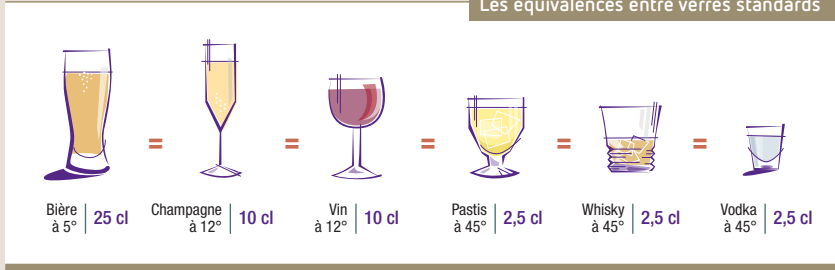 Les équivalences entre verres standards
= = = = =
Bière à 5° | 25 cl
Champagne à 12° | 10 cl
Vin à 12° | 10 cl
Pastis à 45° | 2,5 cl
Whisky à 45° | 2,5 cl
Vodka à 45° | 2,5 cl